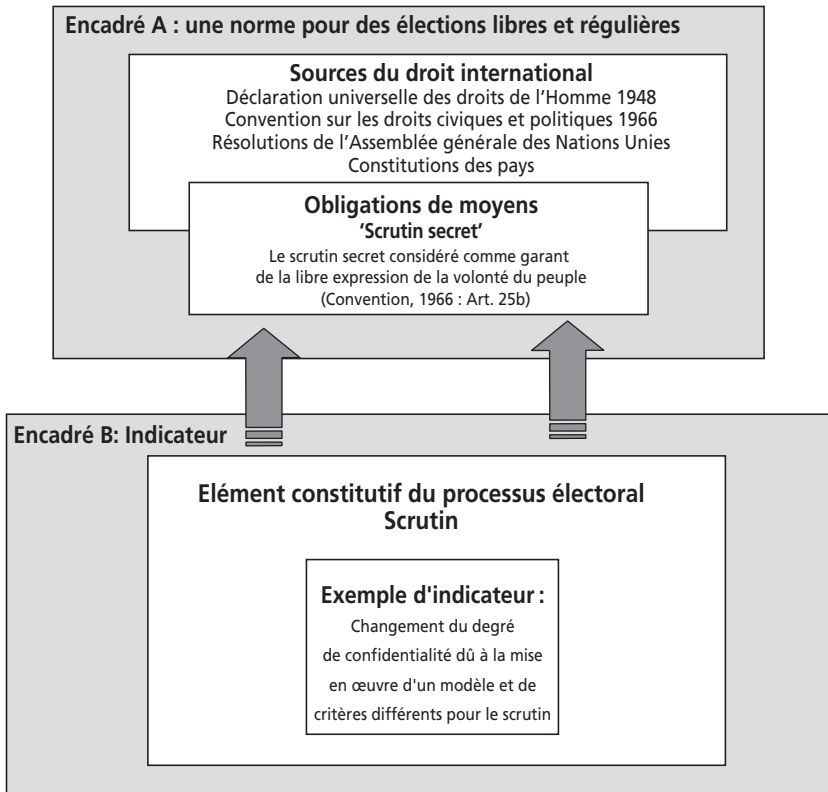 Encadré A : une norme pour des élections libres et régulières
Sources du droit international
Déclaration universelle des droits de l'Homme 1948
Convention sur les droits civiques et politiques 1966
Résolutions de l'Assemblée générale des Nations Unies
Constitutions des pays
Obligations de moyens
'Scrutin secret'
Le scrutin secret considéré comme garant
de la libre expression de la volonté du peuple
(Convention, 1966 : Art. 25b)
Encadré B: Indicateur
Elément constitutif du processus électoral
Scrutin
Exemple d'indicateur :
Changement du degré
de confidentialité dû à la mise
en œuvre d'un modèle et de
critères différents pour le scrutin